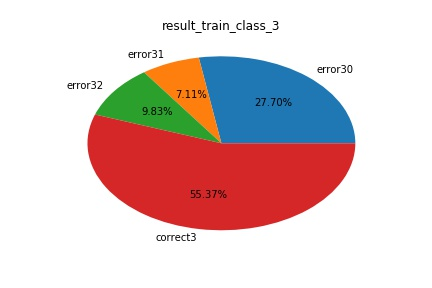 result_train_class_3
error31
error30
error32
7.11%
27.70%
9.83%
55.37%
correct3